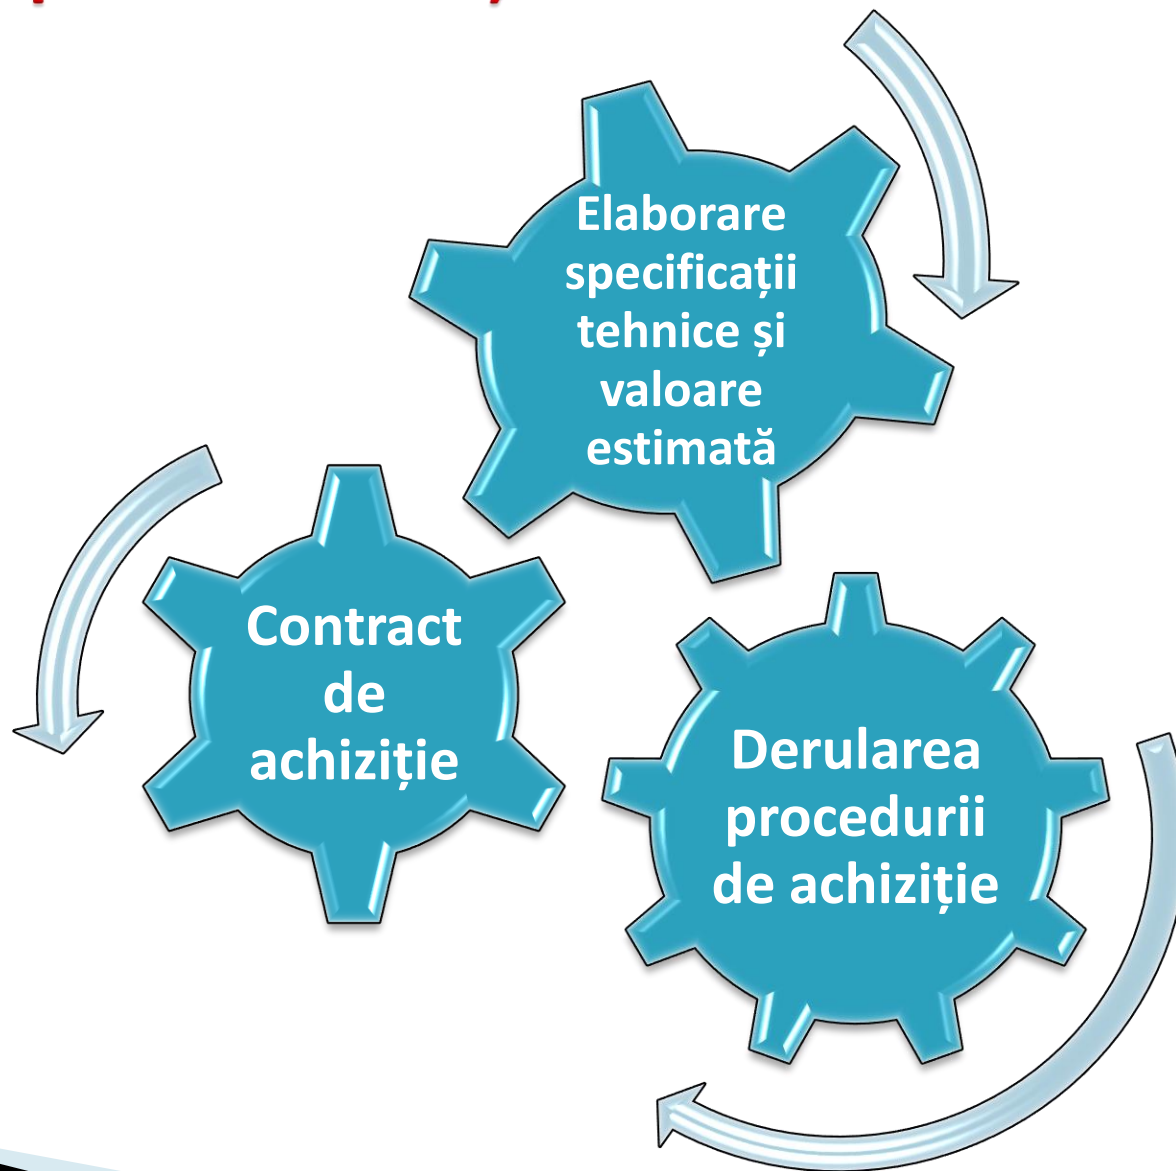 Elaborare
specificații
tehnice și
valoare
estimată
Contract
de
achiziție
Derularea
procedurii
de achiziție